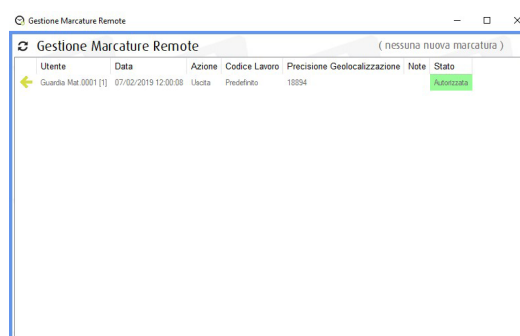 Gestione Marcature Remote
Gestione Marcature Remote ( nessuna nuova marcatura )
Utente Data Azione Codice Lavoro Precisione Geolocalizzazione Note Stato
Guardia Mat.0001 [1] 07/02/2019 12:00:08 Uscita Predefinito 18894 Autorizzata